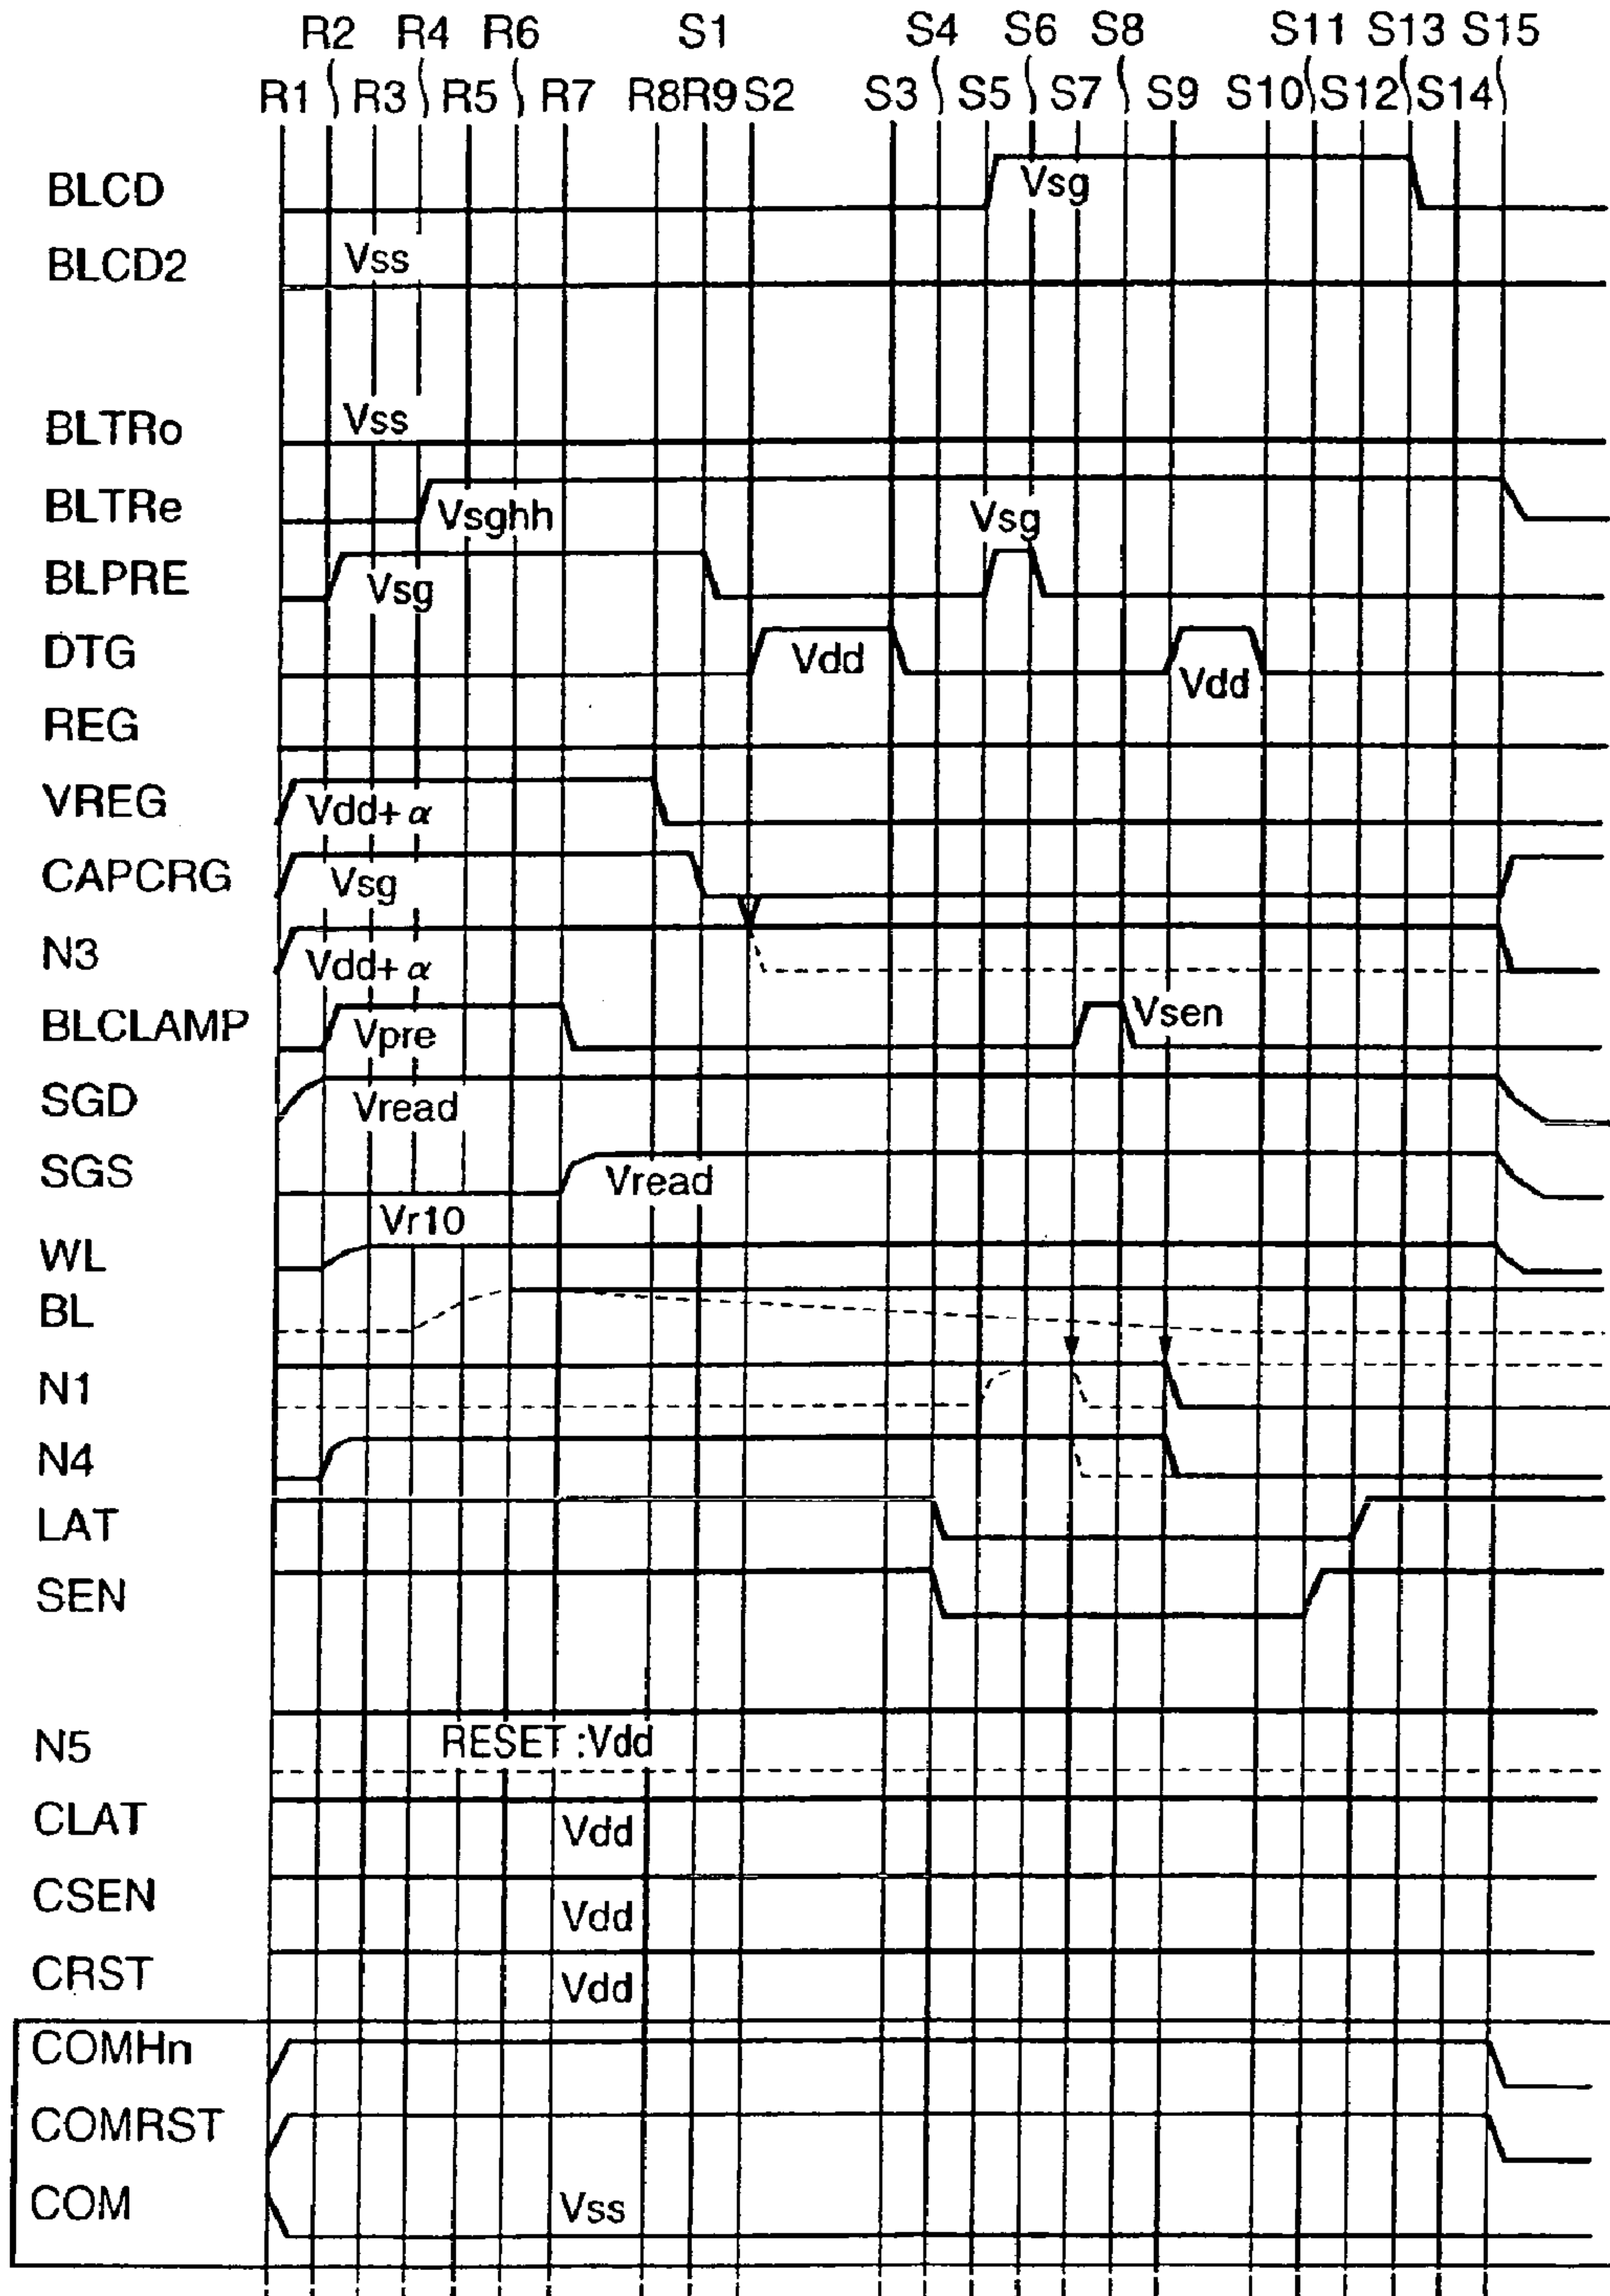 R2 R4 R6 S1 S4 S6 S8 S11 S13 S15
R1 R3 R5 R7 R8 R9 S2 S3 S5 S7 S9 S10 S12 S14
BLCD Vsg
BLCD2 Vss
BLTRo Vss
BLTRe Vsghh Vsg
BLPRE Vsg
DTG Vdd Vdd
REG
VREG Vdd+α
CAPCRG Vsg
N3 Vdd+α
BLCLAMP Vpre Vsen
SGD Vread
SGS Vread
Vr10
WL
BL
N1
N4
LAT
SEN
N5 RESET:Vdd
CLAT Vdd
CSEN Vdd
CRST Vdd
COMHn
COMRST
COM Vss